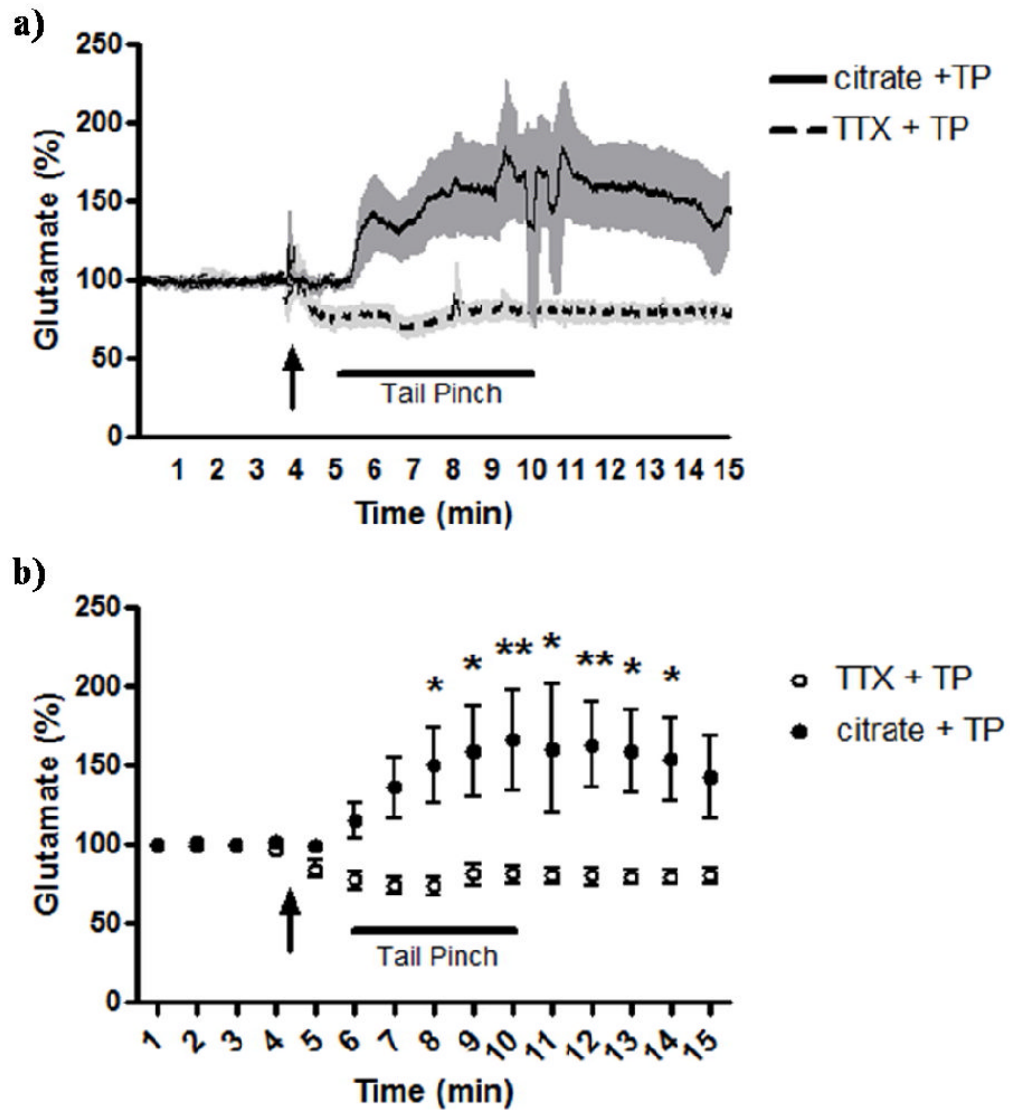 a)
250
200
150
100
50
0
Glutamate (%)
citrate +TP
TTX + TP
Tail Pinch
1 2 3 4 5 6 7 8 9 10 11 12 13 14 15
Time (min)
b)
250
200
150
100
50
0
Glutamate (%)
* * ** * ** * *
TTX + TP
citrate + TP
Tail Pinch
1 2 3 4 5 6 7 8 9 10 11 12 13 14 15
Time (min)